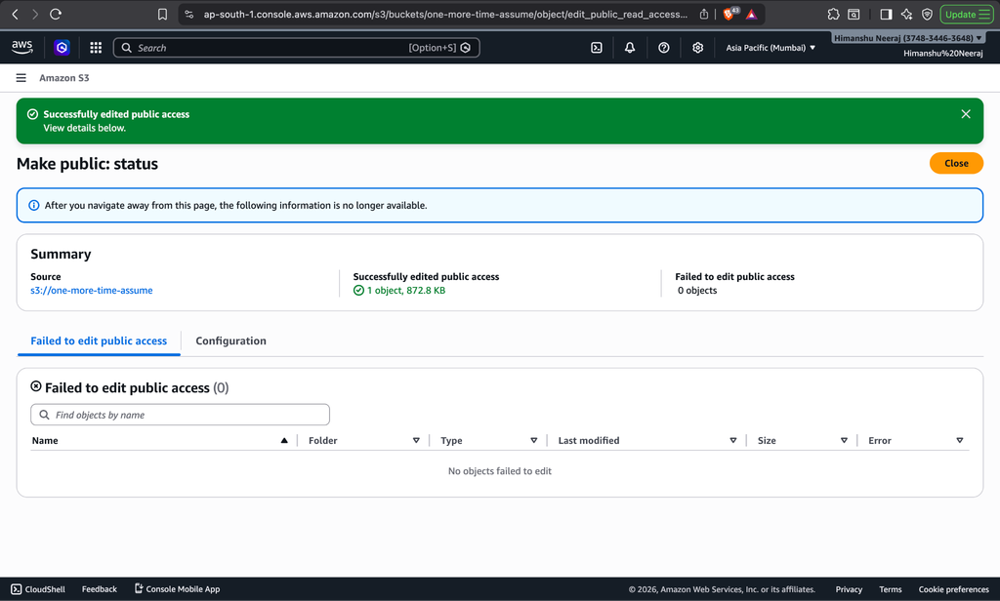 ap-south-1.console.aws.amazon.com/s3/buckets/one-more-time-assume/object/edit_public_read_access...
43
Update
aws
Search
[Option+S]
Asia Pacific (Mumbai)
Himanshu Neeraj (3748-3446-3648)
Himanshu%20Neeraj
Amazon S3
Successfully edited public access
View details below.
Make public: status
Close
After you navigate away from this page, the following information is no longer available.
Summary
Source
s3://one-more-time-assume
Successfully edited public access
1 object, 872.8 KB
Failed to edit public access
0 objects
Failed to edit public access
Configuration
Failed to edit public access (0)
Find objects by name
Name
Folder
Type
Last modified
Size
Error
No objects failed to edit
CloudShell
Feedback
Console Mobile App
© 2026, Amazon Web Services, Inc. or its affiliates.
Privacy
Terms
Cookie preferences